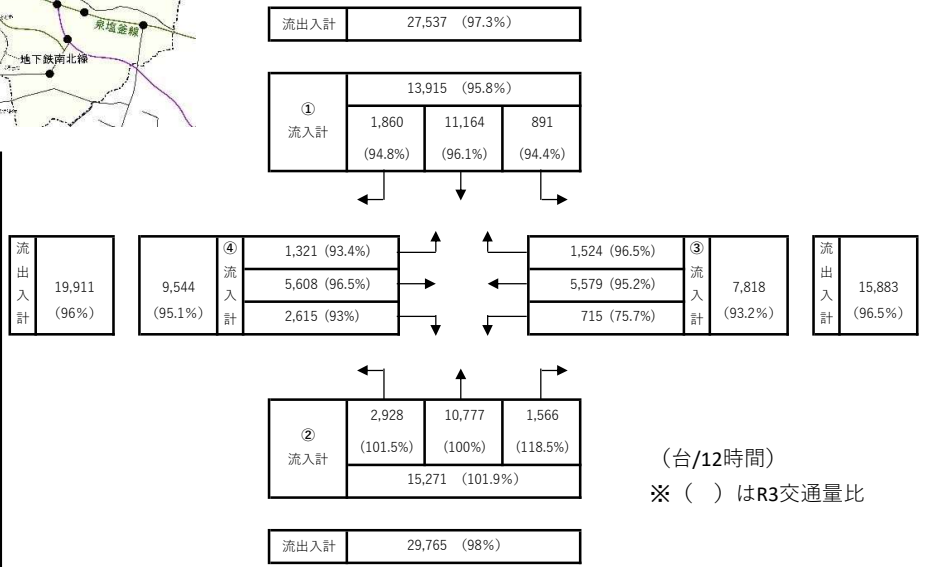 泉塩釜線
地下鉄南北線
流出入計 27,537 (97.3%)
①
流入計
13,915 (95.8%)
1,860 11,164 891
(94.8%) (96.1%) (94.4%)
流出入計
19,911
(96%)
9,544
(95.1%)
④
流入計
1,321 (93.4%)
5,608 (96.5%)
2,615 (93%)
1,524 (96.5%)
5,579 (95.2%)
715 (75.7%)
③
流入計
7,818
(93.2%)
流出入計
15,883
(96.5%)
②
流入計
2,928 10,777 1,566
(101.5%) (100%) (118.5%)
15,271 (101.9%)
(台/12時間)
※( )はR3交通量比
流出入計 29,765 (98%)